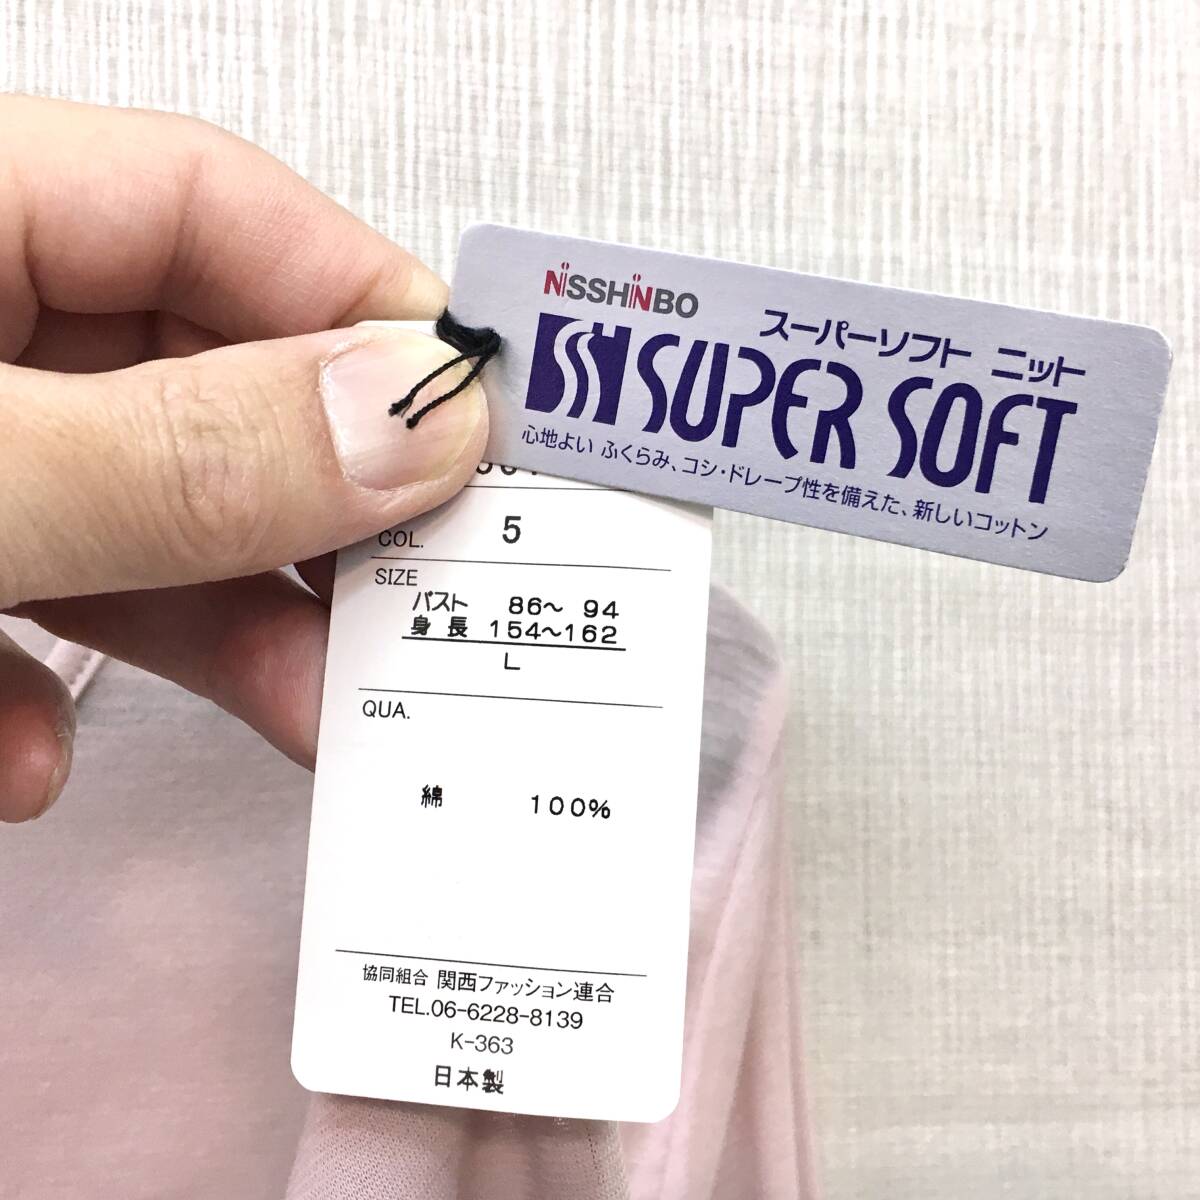 NISSHINBO
スーパーソフト ニット
SUPER SOFT
心地よい ふくらみ、コシ・ドレープ性を備えた、新しいコットン
COL. 5
SIZE
バスト 86~ 94
身長 154~162
L
QUA.
綿 100%
協同組合 関西ファッション連合
TEL.06-6228-8139
K-363
日本製